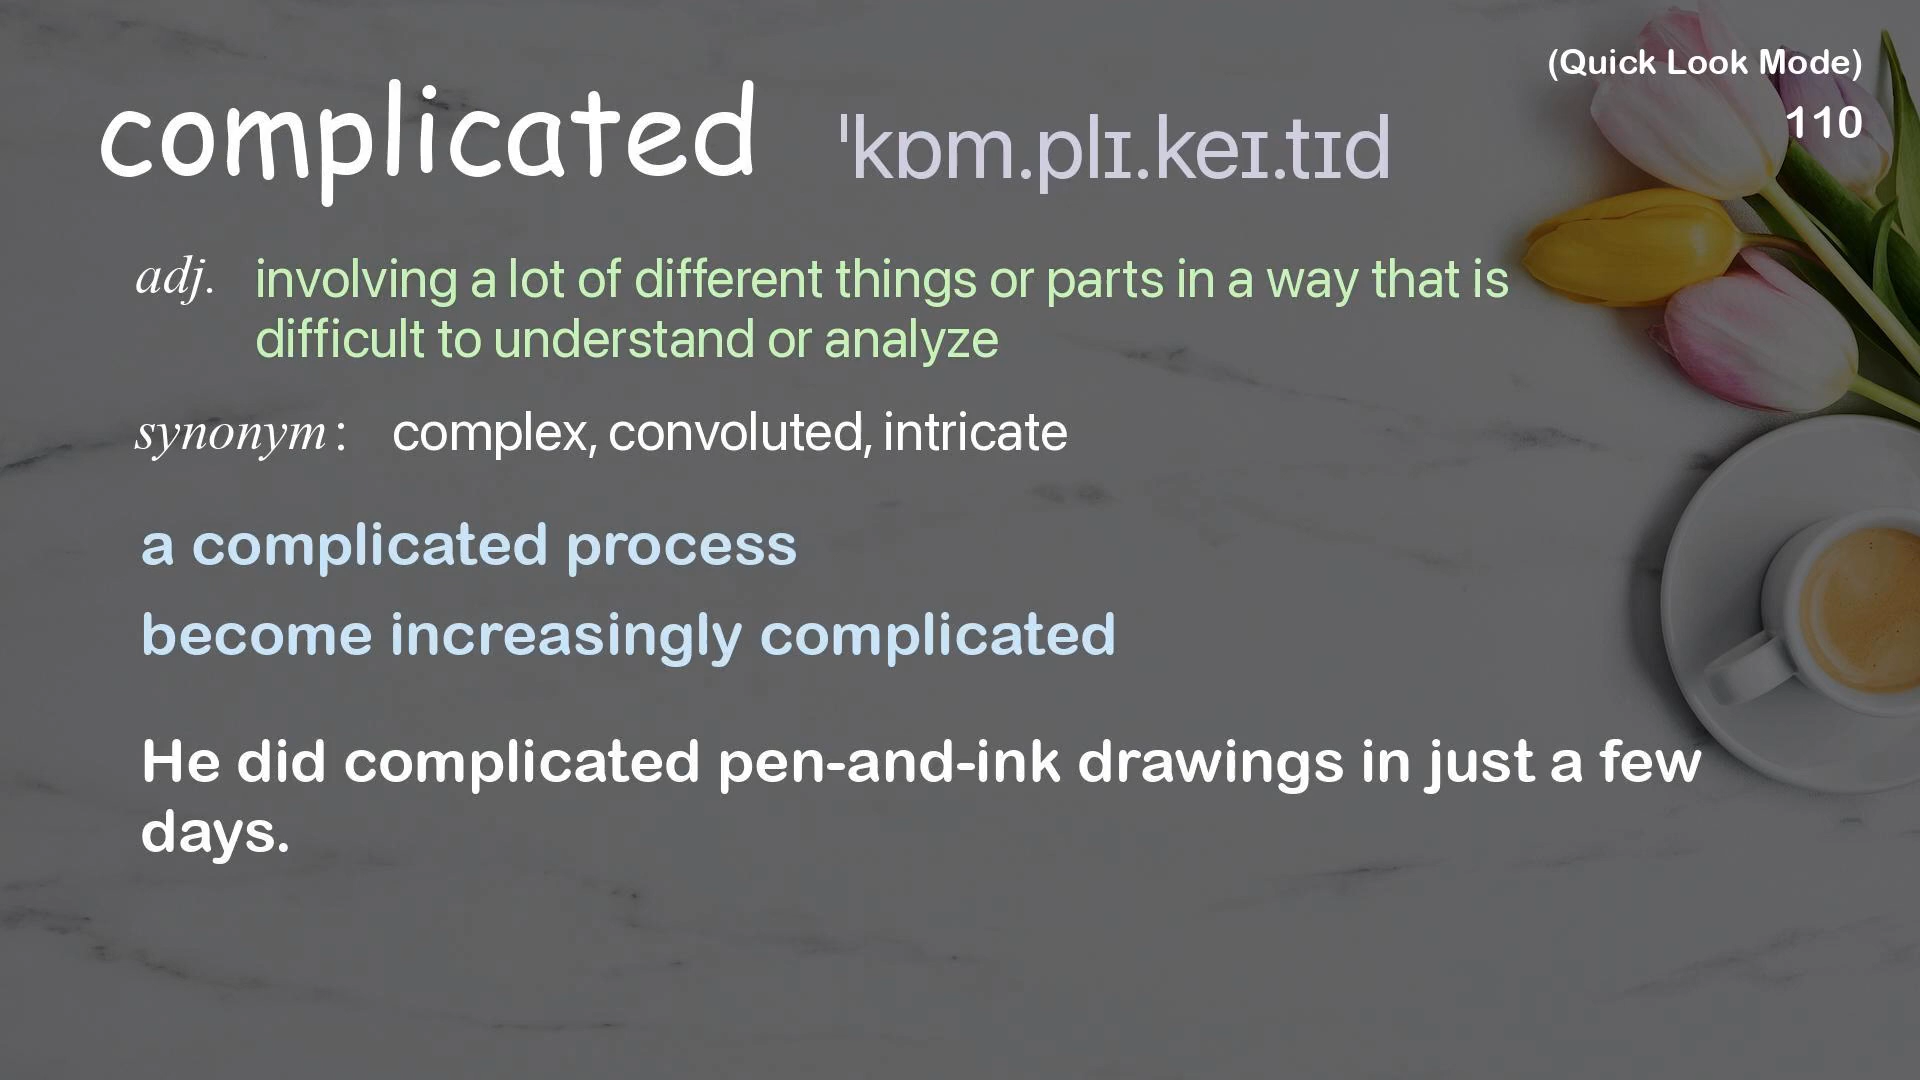 (Quick Look Mode)
110
complicated ˈkɒm.plɪ.keɪ.tɪd
adj. involving a lot of different things or parts in a way that is
difficult to understand or analyze
synonym: complex, convoluted, intricate
a complicated process
become increasingly complicated
He did complicated pen-and-ink drawings in just a few
days.